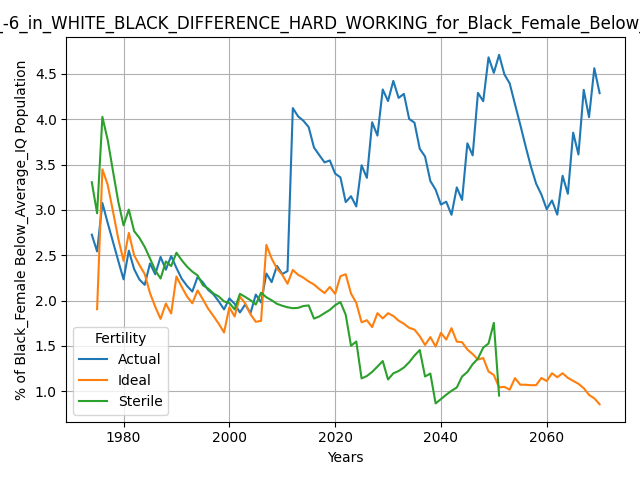 _-6_in_WHITE_BLACK_DIFFERENCE_HARD_WORKING_for_Black_Female_Below_
% of Black_Female Below_Average_IQ Population
4.5
4.0
3.5
3.0
2.5
2.0
1.5
1.0
Fertility
Actual
Ideal
Sterile
1980 2000 2020 2040 2060
Years